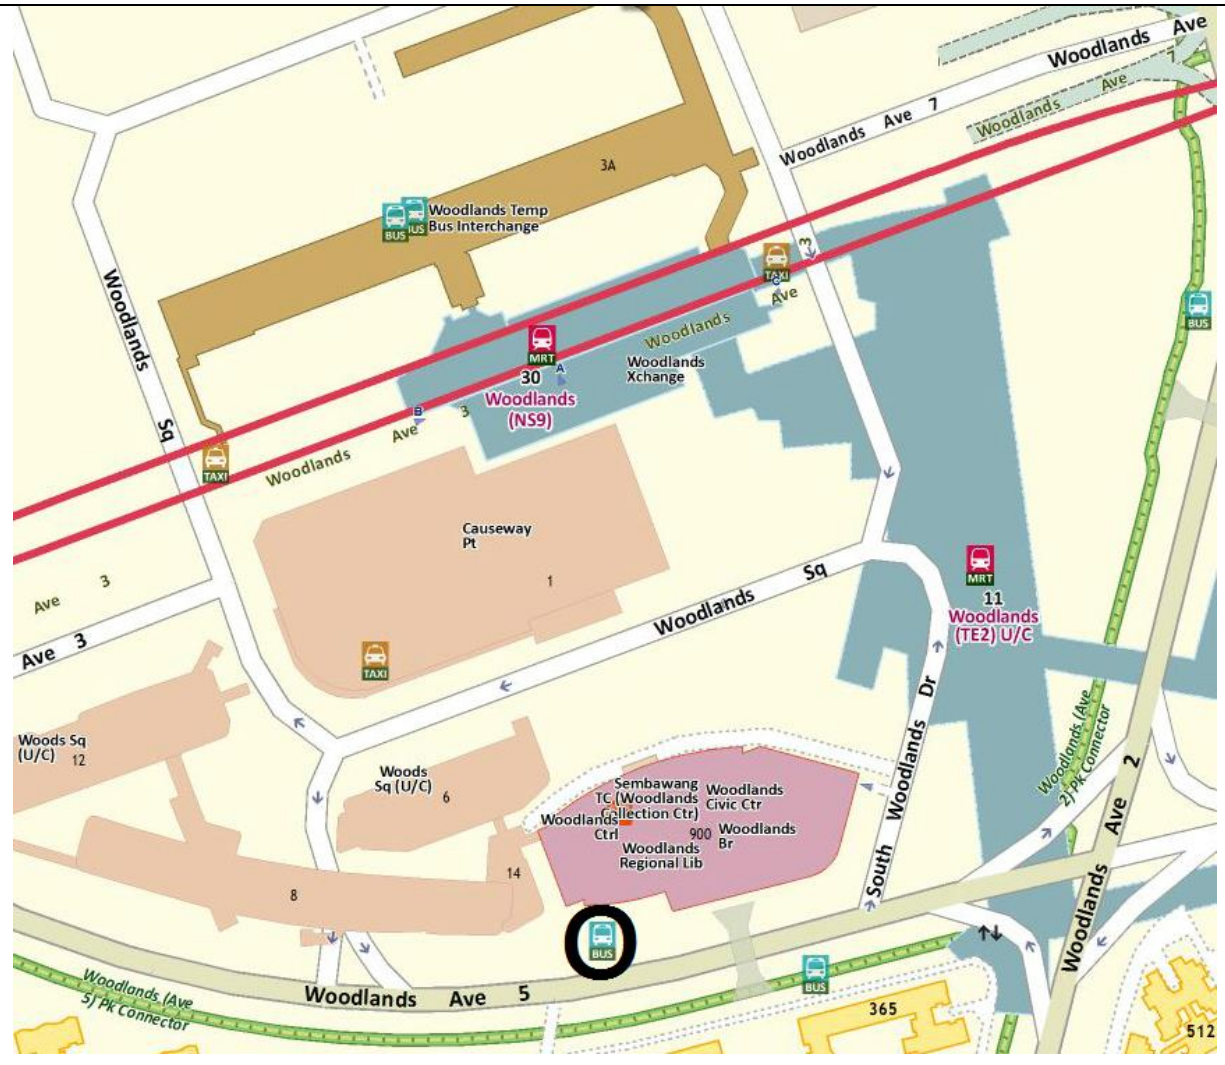 Woodlands Ave
7
Woodlands Ave
Woodlands Ave 7
3A
BUS
BUS
Woodlands Temp
Bus Interchange
3
TAXI
C
Ave
Woodlands
BUS
Woodlands
Sq
MRT
A
30
Woodlands
(NS9)
Woodlands
Xchange
B
3
Ave
Woodlands
TAXI
Causeway
Pt
1
Ave 3
Ave 3
Woodlands Sq
MRT
11
Woodlands
(TE2) U/C
TAXI
Woods Sq
(U/C)
12
Woods
Sq (U/C)
6
Sembawang
TC (Woodlands
Collection Ctr)
Woodlands
Civic Ctr
Woodlands
Ctrl
900
Woodlands
Br
Woodlands
Regional Lib
South Woodlands Dr
Woodlands (Ave
2) Pk Connector
Woodlands Ave 2
14
8
BUS
BUS
Woodlands (Ave
5) Pk Connector
Woodlands Ave 5
365
512